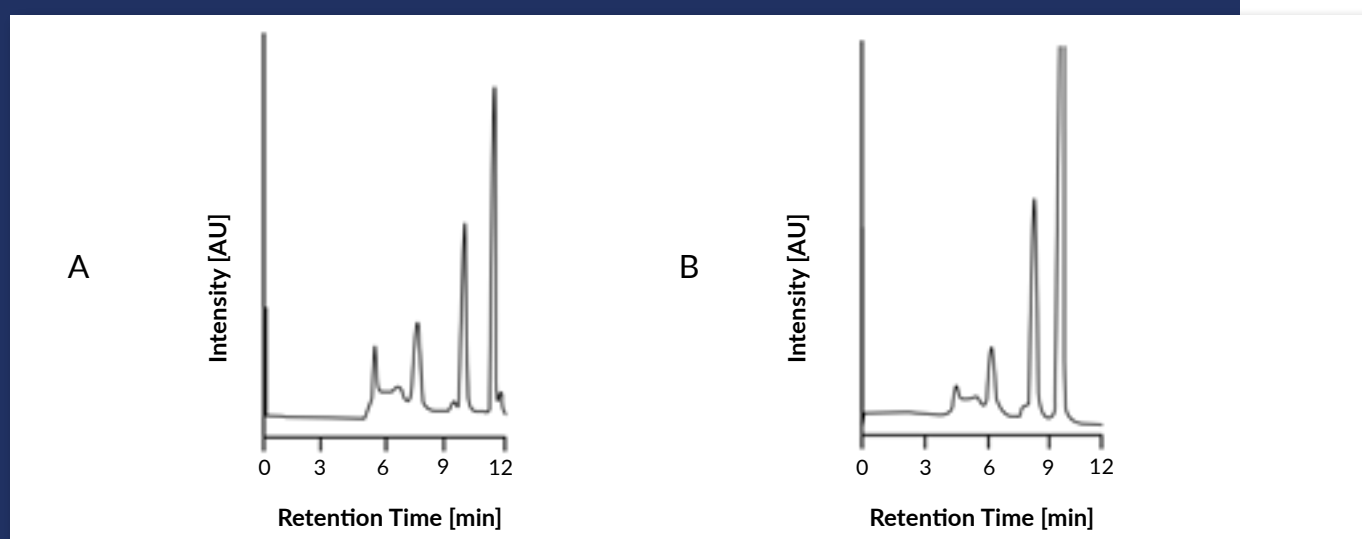 A
Intensity [AU]
0 3 6 9 12
Retention Time [min]
B
Intensity [AU]
0 3 6 9 12
Retention Time [min]